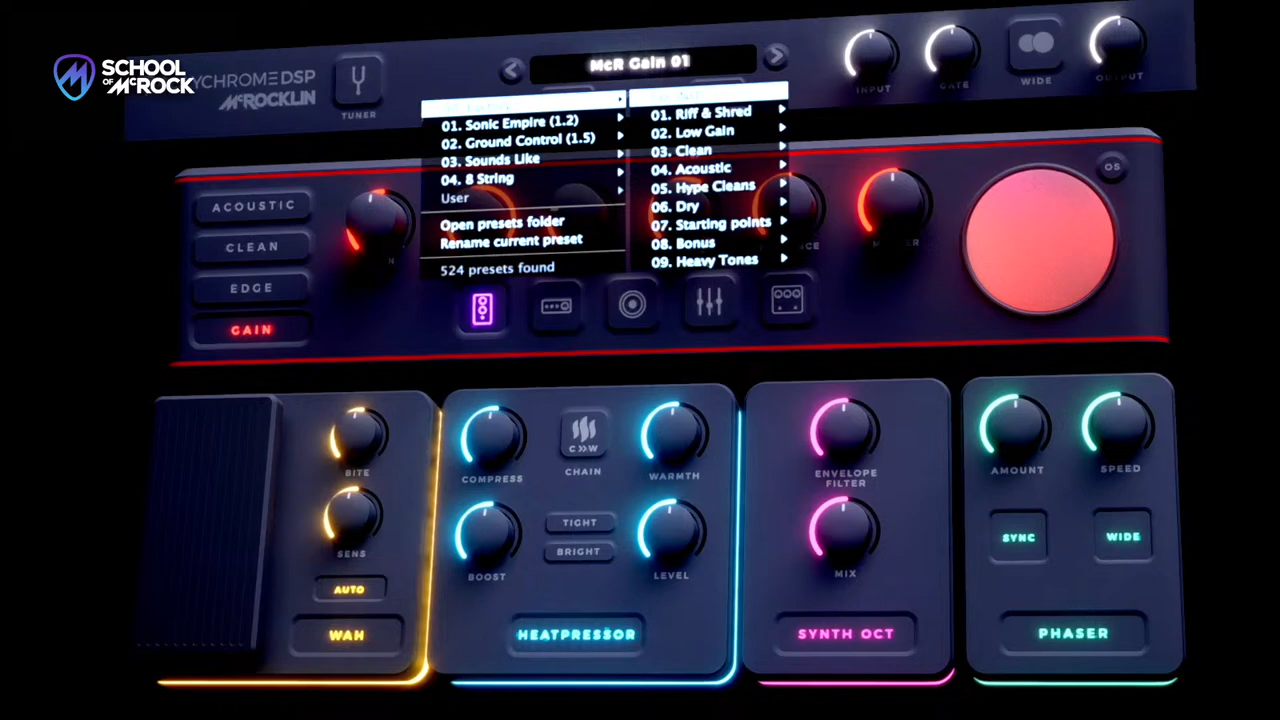 SCHOOL
OF McROCK
YCHROME DSP
McROCKLIN
TUNER
McR Gain 01
INPUT
GATE
WIDE
OUTPUT
01. Sonic Empire (1.2)
02. Ground Control (1.5)
03. Sounds Like
04. 8 String
User
Open presets folder
Rename current preset
524 presets found
01. Riff & Shred
02. Low Gain
03. Clean
04. Acoustic
05. Hype Cleans
06. Dry
07. Starting points
08. Bonus
09. Heavy Tones
ACOUSTIC
CLEAN
EDGE
GAIN
OS
BITE
SENS
AUTO
WAH
COMPRESS
C»W
CHAIN
WARMTH
TIGHT
BRIGHT
BOOST
LEVEL
HEATPRESSOR
ENVELOPE
FILTER
MIX
SYNTH OCT
AMOUNT
SPEED
SYNC
WIDE
PHASER